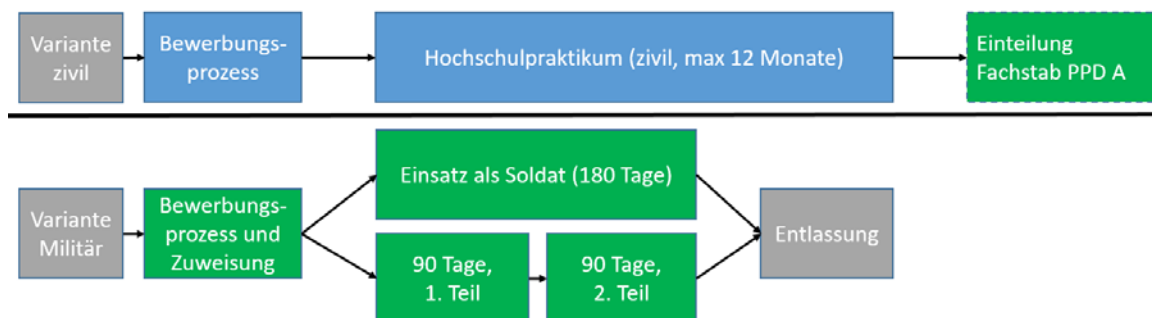 Variante
zivil
Bewerbungs-
prozess
Hochschulpraktikum (zivil, max 12 Monate)
Einteilung
Fachstab PPD A
Variante
Militär
Bewerbungs-
prozess und
Zuweisung
Einsatz als Soldat (180 Tage)
90 Tage,
1. Teil
90 Tage,
2. Teil
Entlassung